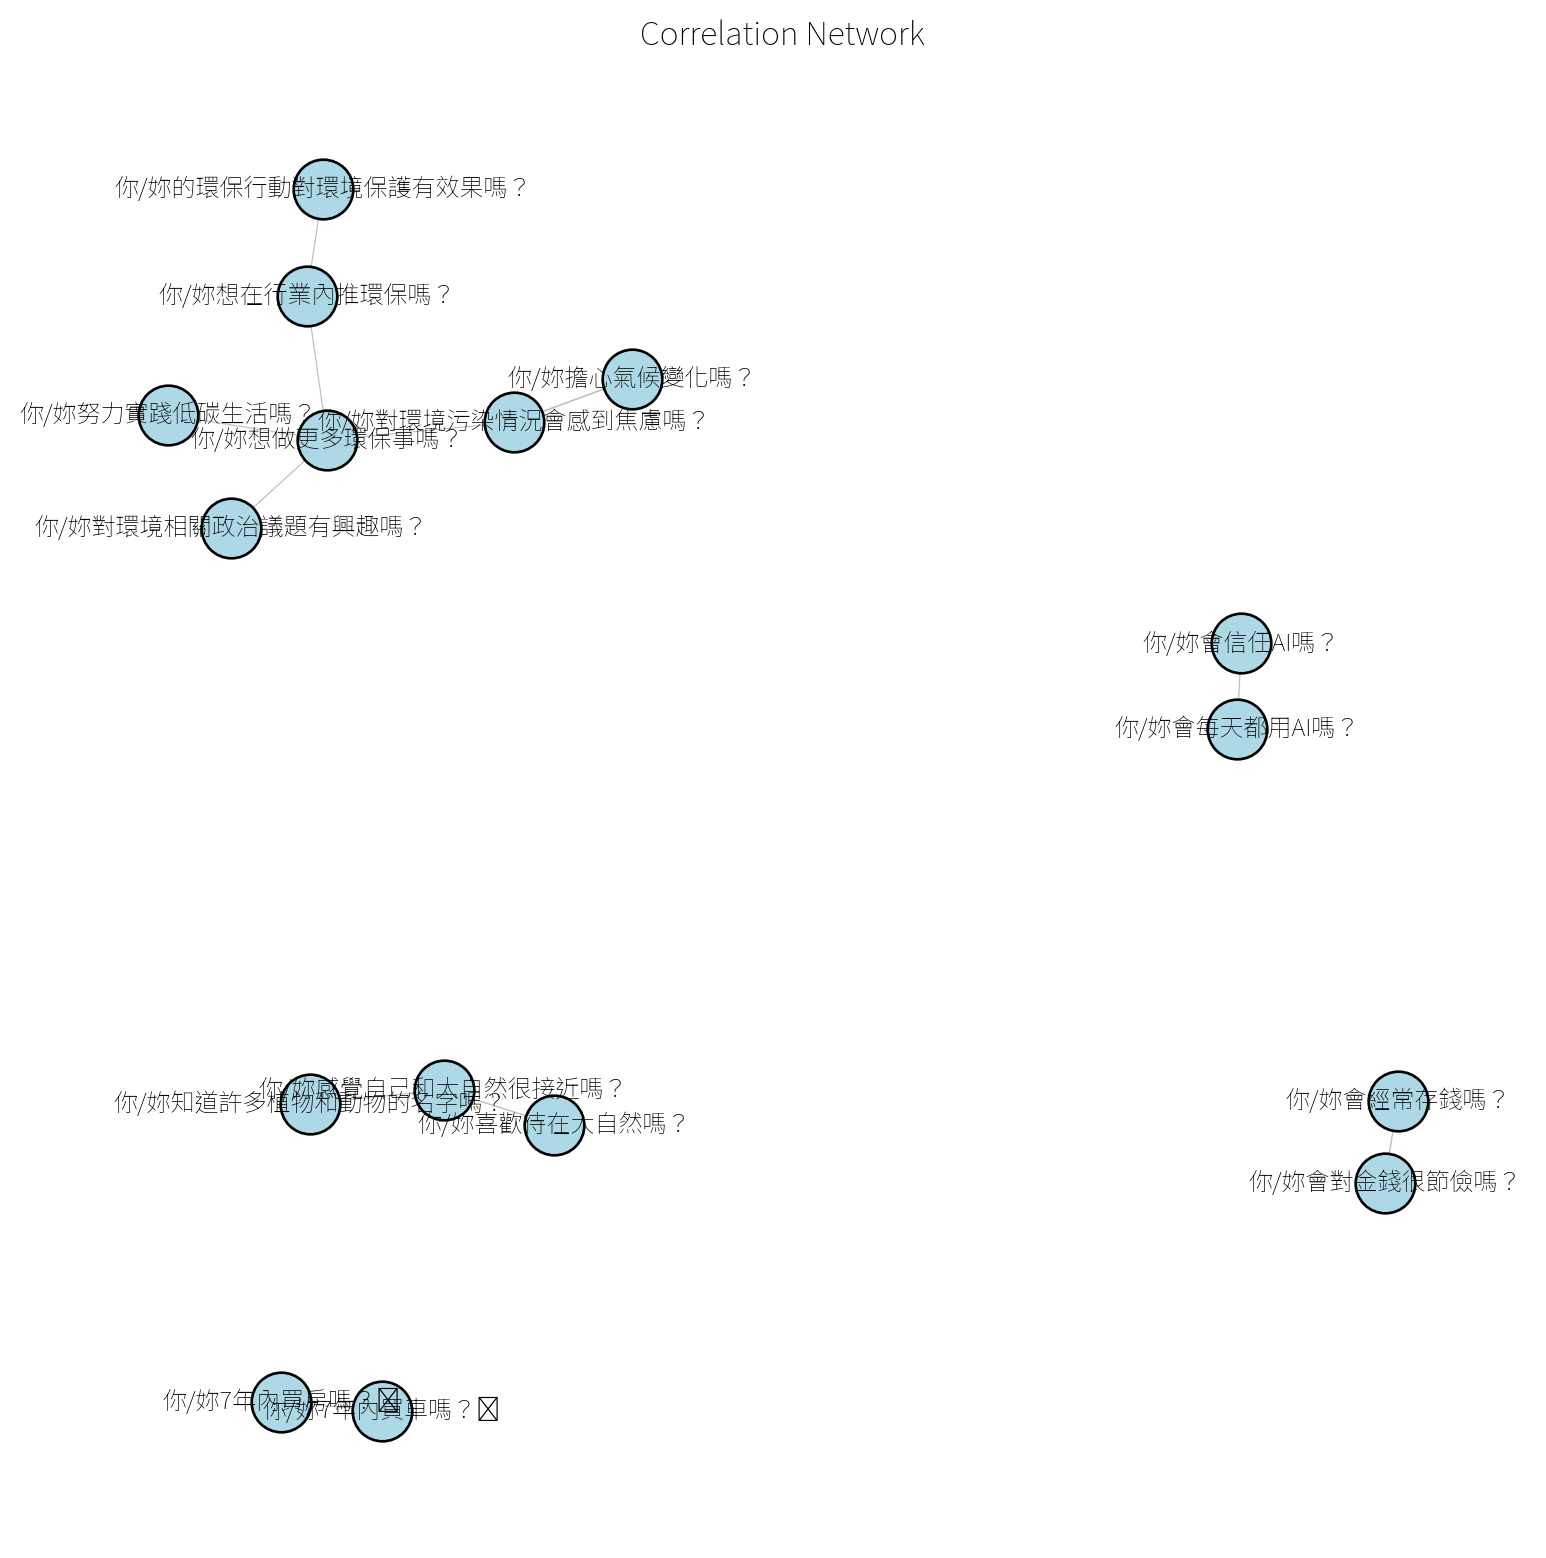 Correlation Network
你/妳的環保行動對環境保護有效果嗎？
你/妳想在行業內推環保嗎？
你/妳擔心氣候變化嗎？
你/妳努力實踐低碳生活嗎？
你/妳對環境污染情況會感到焦慮嗎？
你/妳想做更多環保事嗎？
你/妳對環境相關政治議題有興趣嗎？
你/妳會信任AI嗎？
你/妳會每天都用AI嗎？
你/妳感覺自己和大自然很接近嗎？
你/妳知道許多植物和動物的名字嗎？
你/妳喜歡待在大自然嗎？
你/妳會經常存錢嗎？
你/妳會對金錢很節儉嗎？
你/妳7年內買房嗎？
你/妳7年內買車嗎？